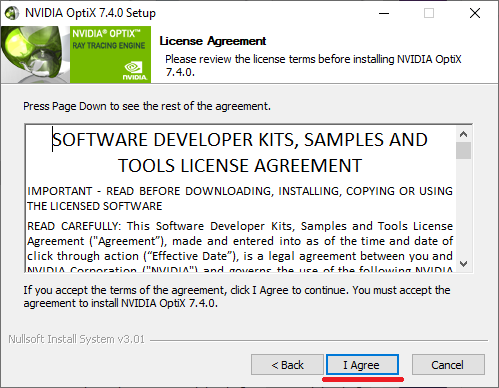 NVIDIA OptiX 7.4.0 Setup
NVIDIA® OPTIX™
RAY TRACING ENGINE
NVIDIA.
License Agreement
Please review the license terms before installing NVIDIA OptiX
7.4.0.
Press Page Down to see the rest of the agreement.
SOFTWARE DEVELOPER KITS, SAMPLES AND
TOOLS LICENSE AGREEMENT
IMPORTANT - READ BEFORE DOWNLOADING, INSTALLING, COPYING OR USING
THE LICENSED SOFTWARE
READ CAREFULLY: This Software Developer Kits, Samples and Tools License
Agreement ("Agreement"), made and entered into as of the time and date of
click through action (“Effective Date”), is a legal agreement between you and
NVIDIA Corporation ("NVIDIA") and governs the use of the following NVIDIA
If you accept the terms of the agreement, click I Agree to continue. You must accept the
agreement to install NVIDIA OptiX 7.4.0.
Nullsoft Install System v3.01
< Back
I Agree
Cancel